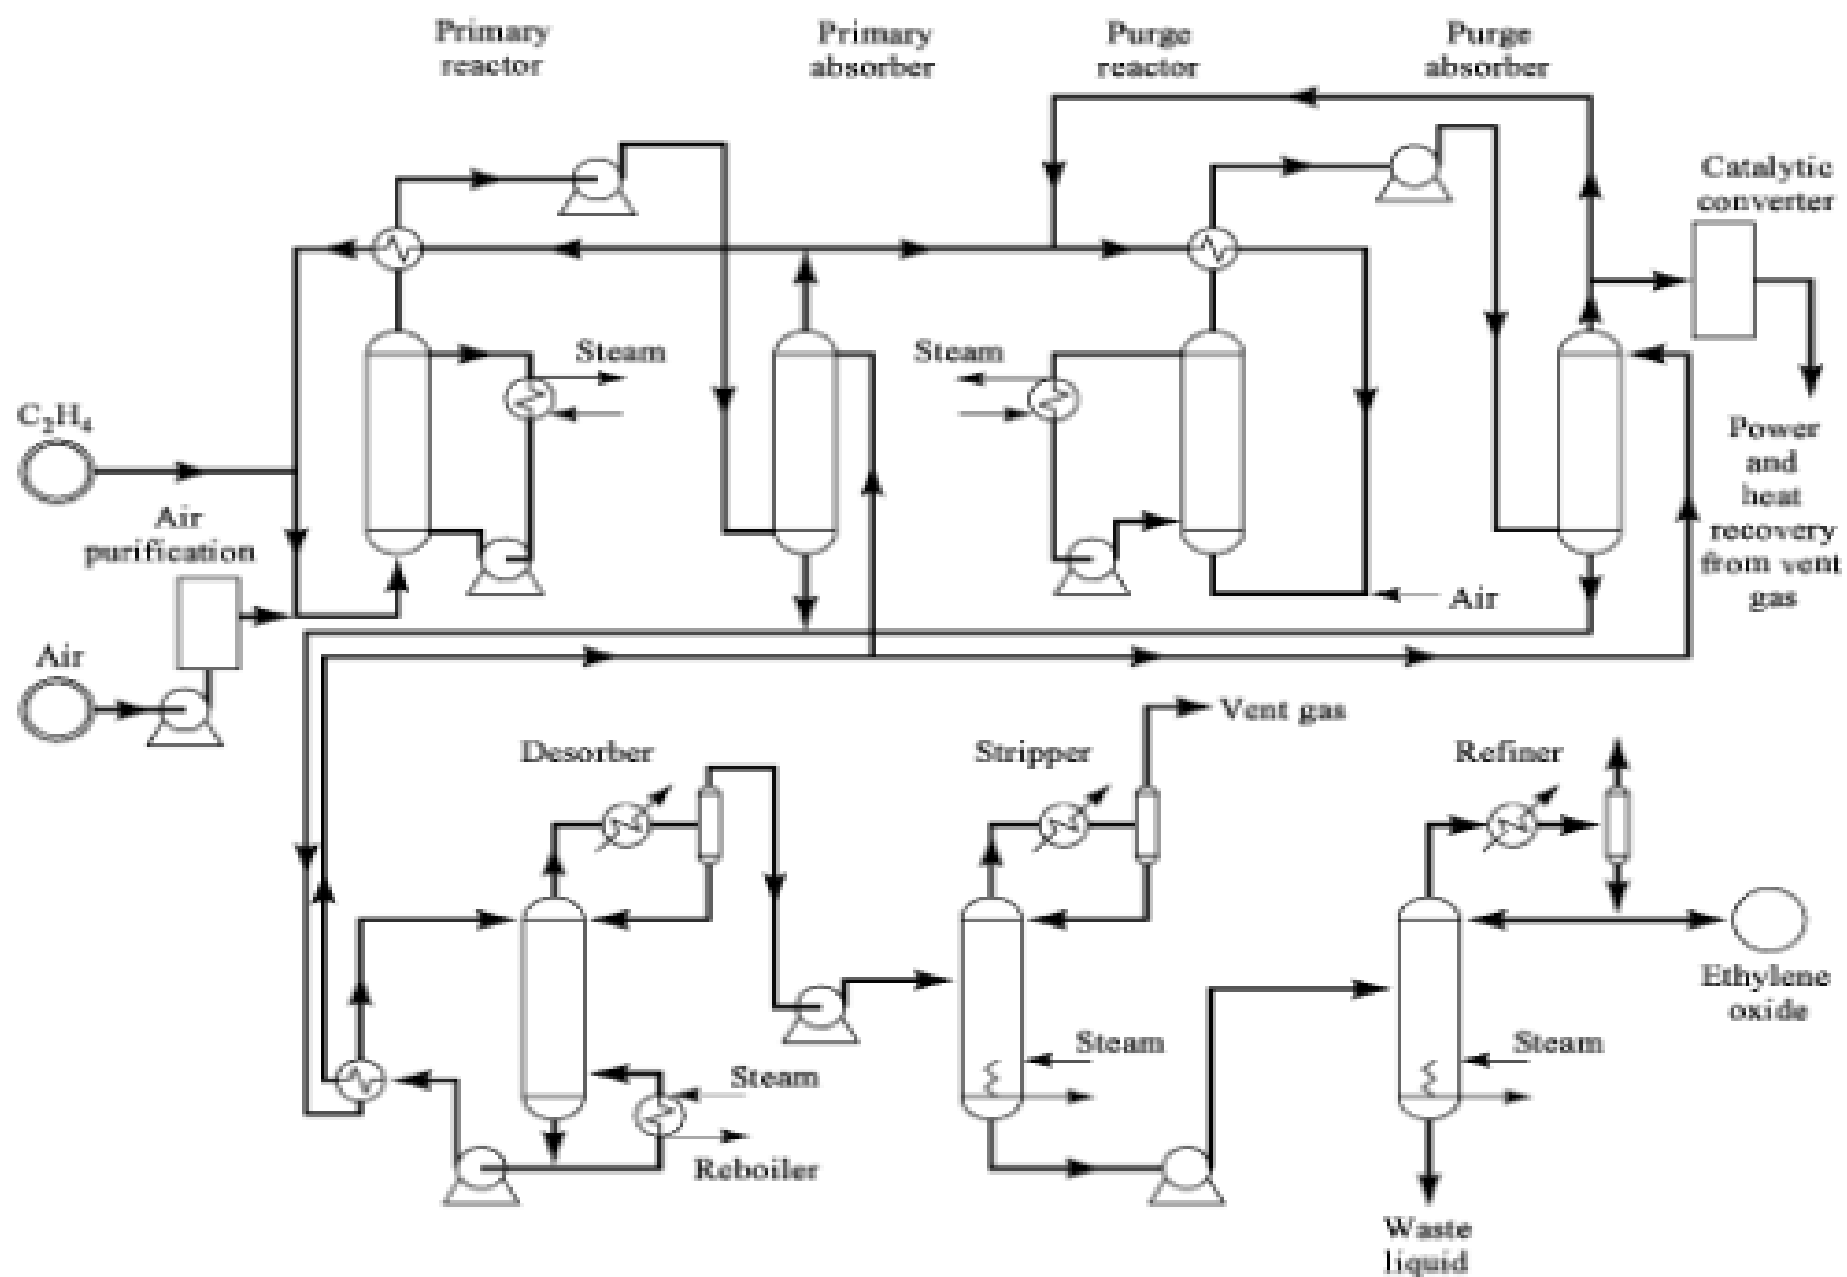 Primary
reactor
Primary
absorber
Purge
reactor
Purge
absorber
Catalytic
converter
Steam
Steam
C₂H₄
Power
and
heat
recovery
from vent
gas
Air
purification
Air
Air
Vent gas
Desorber
Stripper
Refiner
Ethylene
oxide
Steam
Steam
Steam
Reboiler
Waste
liquid